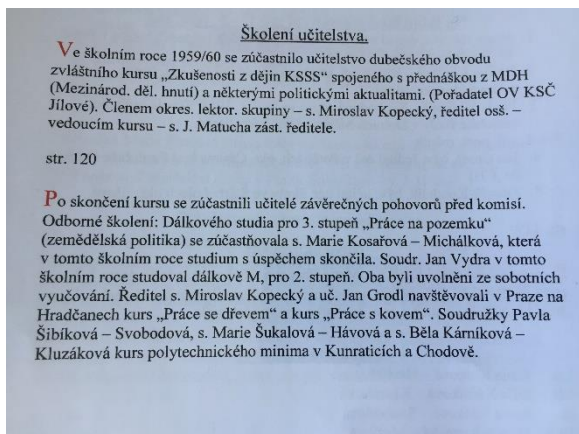 Školení učitelstva.
Ve školním roce 1959/60 se zúčastnilo učitelstvo dubečského obvodu
zvláštního kursu „Zkušenosti z dějin KSSS“ spojeného s přednáškou z MDH
(Mezinárod. děl. hnutí) a některými politickými aktualitami. (Pořadatel OV KSČ
Jílové). Členem okres. lektor. skupiny – s. Miroslav Kopecký, ředitel osš. –
vedoucím kursu – s. J. Matucha zást. ředitele.
str. 120
Po skončení kursu se zúčastnili učitelé závěrečných pohovorů před komisí.
Odborné školení: Dálkového studia pro 3. stupeň „Práce na pozemku“
(zemědělská politika) se zúčastňovala s. Marie Kosařová – Michálková, která
v tomto školním roce studium s úspěchem skončila. Soudr. Jan Vydra v tomto
školním roce studoval dálkově M, pro 2. stupeň. Oba byli uvolněni ze sobotních
vyučování. Ředitel s. Miroslav Kopecký a uč. Jan Grodl navštěvovali v Praze na
Hradčanech kurs „Práce se dřevem“ a kurs „Práce s kovem“. Soudružky Pavla
Šibíková – Svobodová, s. Marie Šukalová – Hávová a s. Běla Kárníková –
Kluzáková kurs polytechnického minima v Kunraticích a Chodově.